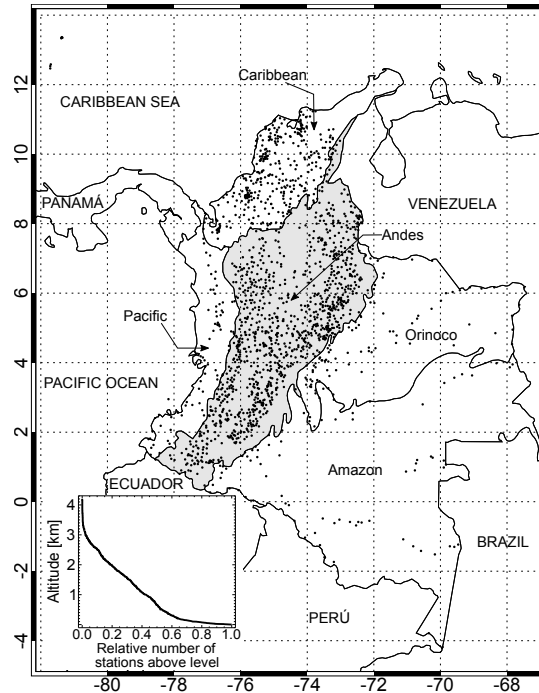 12
10
8
6
4
2
0
-2
-4
Caribbean
CARIBBEAN SEA
PANAMÁ
VENEZUELA
Andes
Pacific
Orinoco
PACIFIC OCEAN
Amazon
ECUADOR
BRAZIL
PERÚ
Altitude [km]
4
3
2
1
0.0 0.2 0.4 0.6 0.8 1.0
Relative number of
stations above level
-80 -78 -76 -74 -72 -70 -68